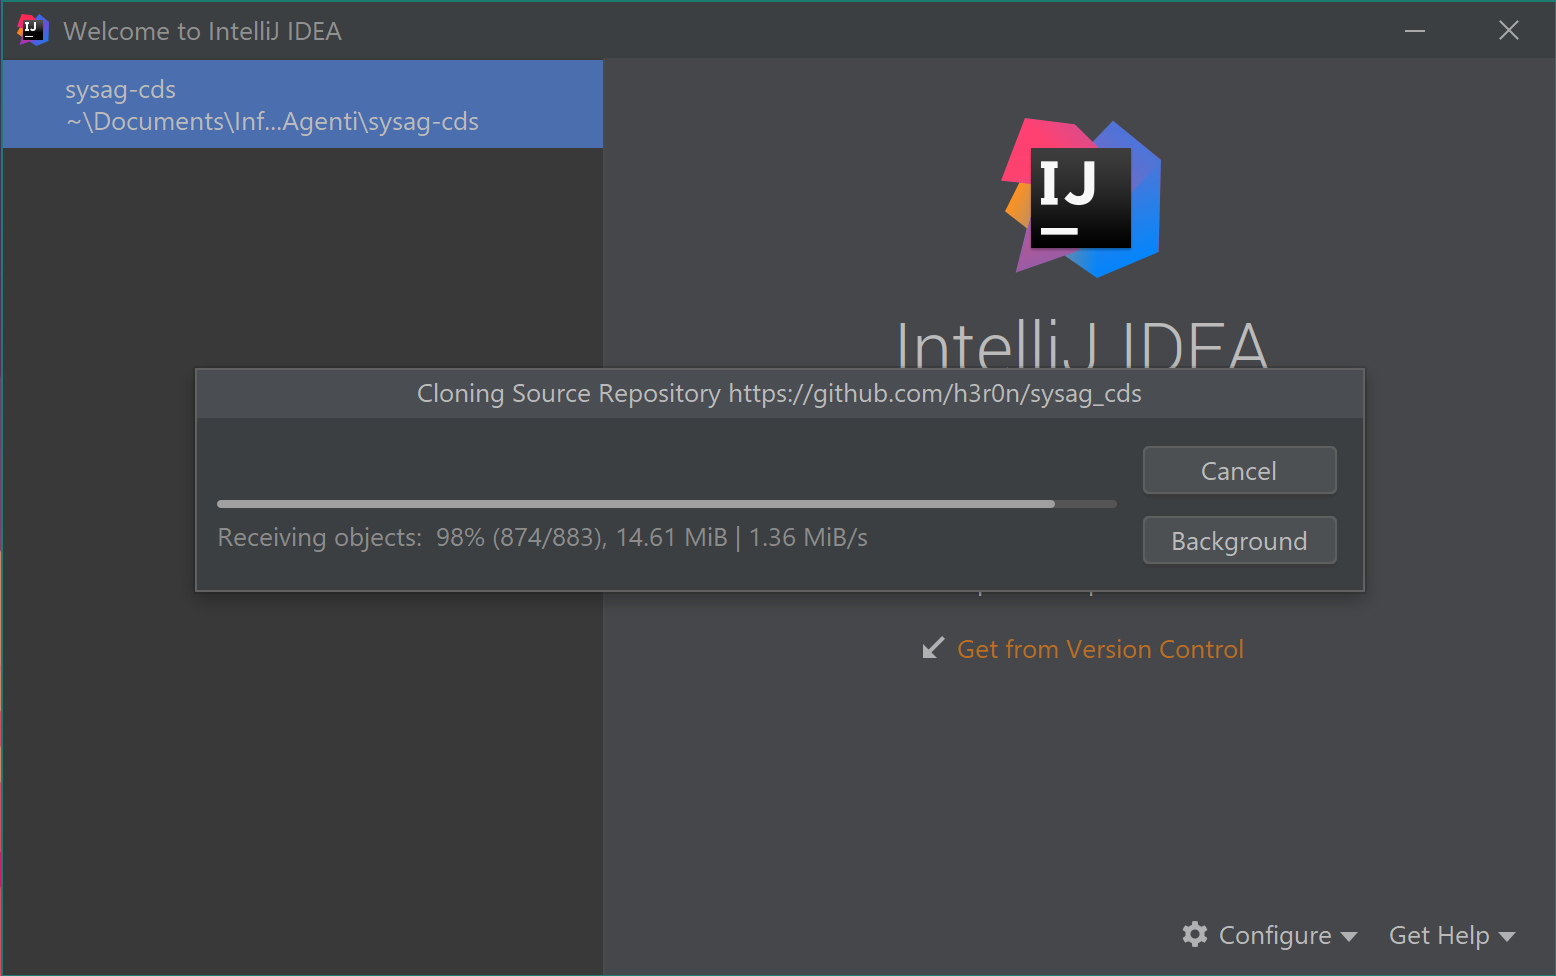 IJ
Welcome to IntelliJ IDEA
sysag-cds
~\Documents\Inf...Agenti\sysag-cds
IJ
IntelliJ IDEA
Cloning Source Repository https://github.com/h3r0n/sysag_cds
Cancel
Receiving objects:  98% (874/883), 14.61 MiB | 1.36 MiB/s
Background
Get from Version Control
Configure
Get Help